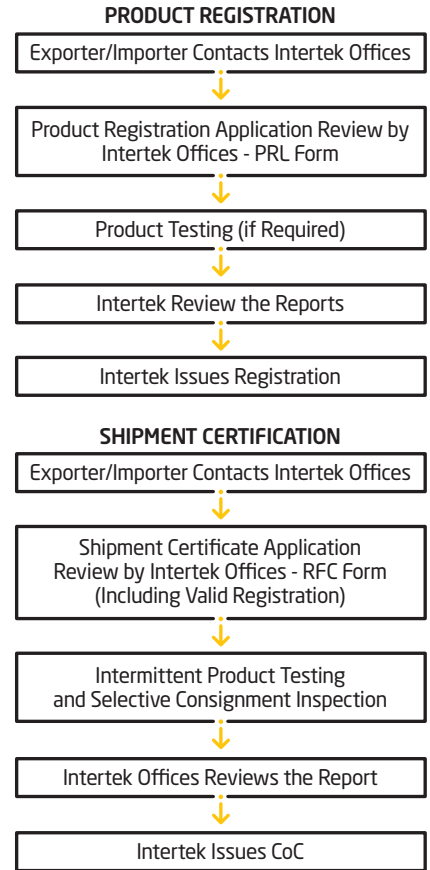 PRODUCT REGISTRATION
Exporter/Importer Contacts Intertek Offices
Product Registration Application Review by
Intertek Offices - PRL Form
Product Testing (if Required)
Intertek Review the Reports
Intertek Issues Registration
SHIPMENT CERTIFICATION
Exporter/Importer Contacts Intertek Offices
Shipment Certificate Application
Review by Intertek Offices - RFC Form
(Including Valid Registration)
Intermittent Product Testing
and Selective Consignment Inspection
Intertek Offices Reviews the Report
Intertek Issues CoC